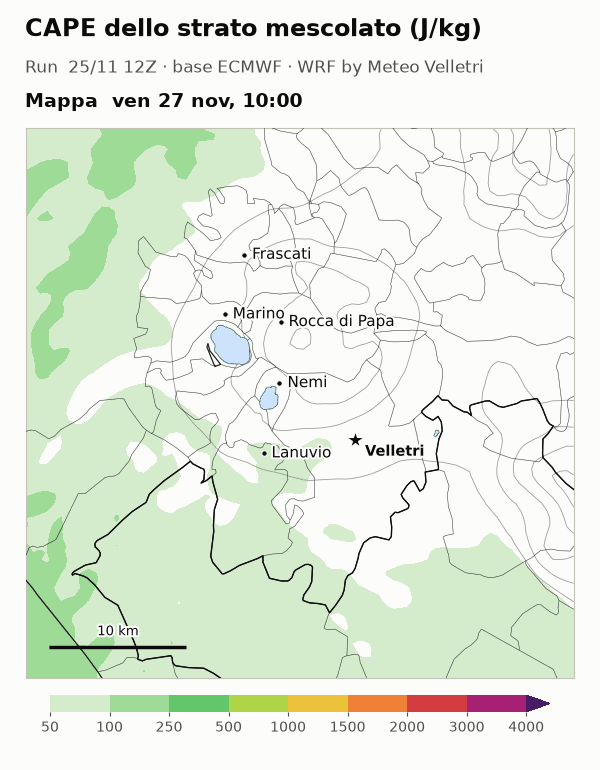 CAPE dello strato mescolato (J/kg)
Run  25/11 12Z · base ECMWF · WRF by Meteo Velletri
Mappa  ven 27 nov, 10:00
Frascati
Marino
Rocca di Papa
Nemi
Velletri
Lanuvio
10 km
50 100 250 500 1000 1500 2000 3000 4000